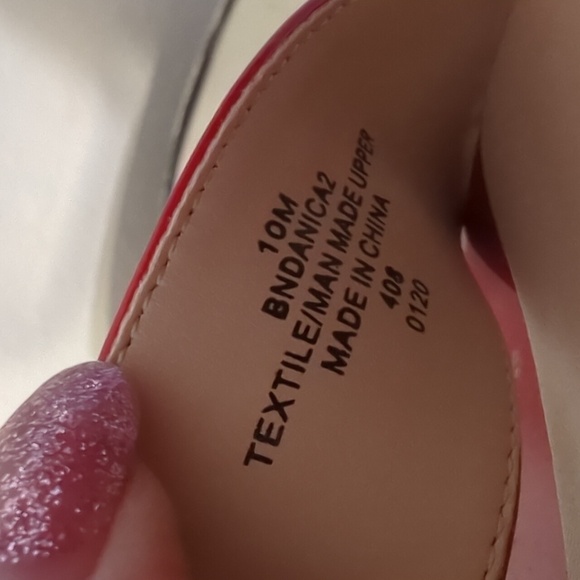 10M
BNDANICA2
TEXTILE/MAN MADE UPPER
MADE IN CHINA
408
0120